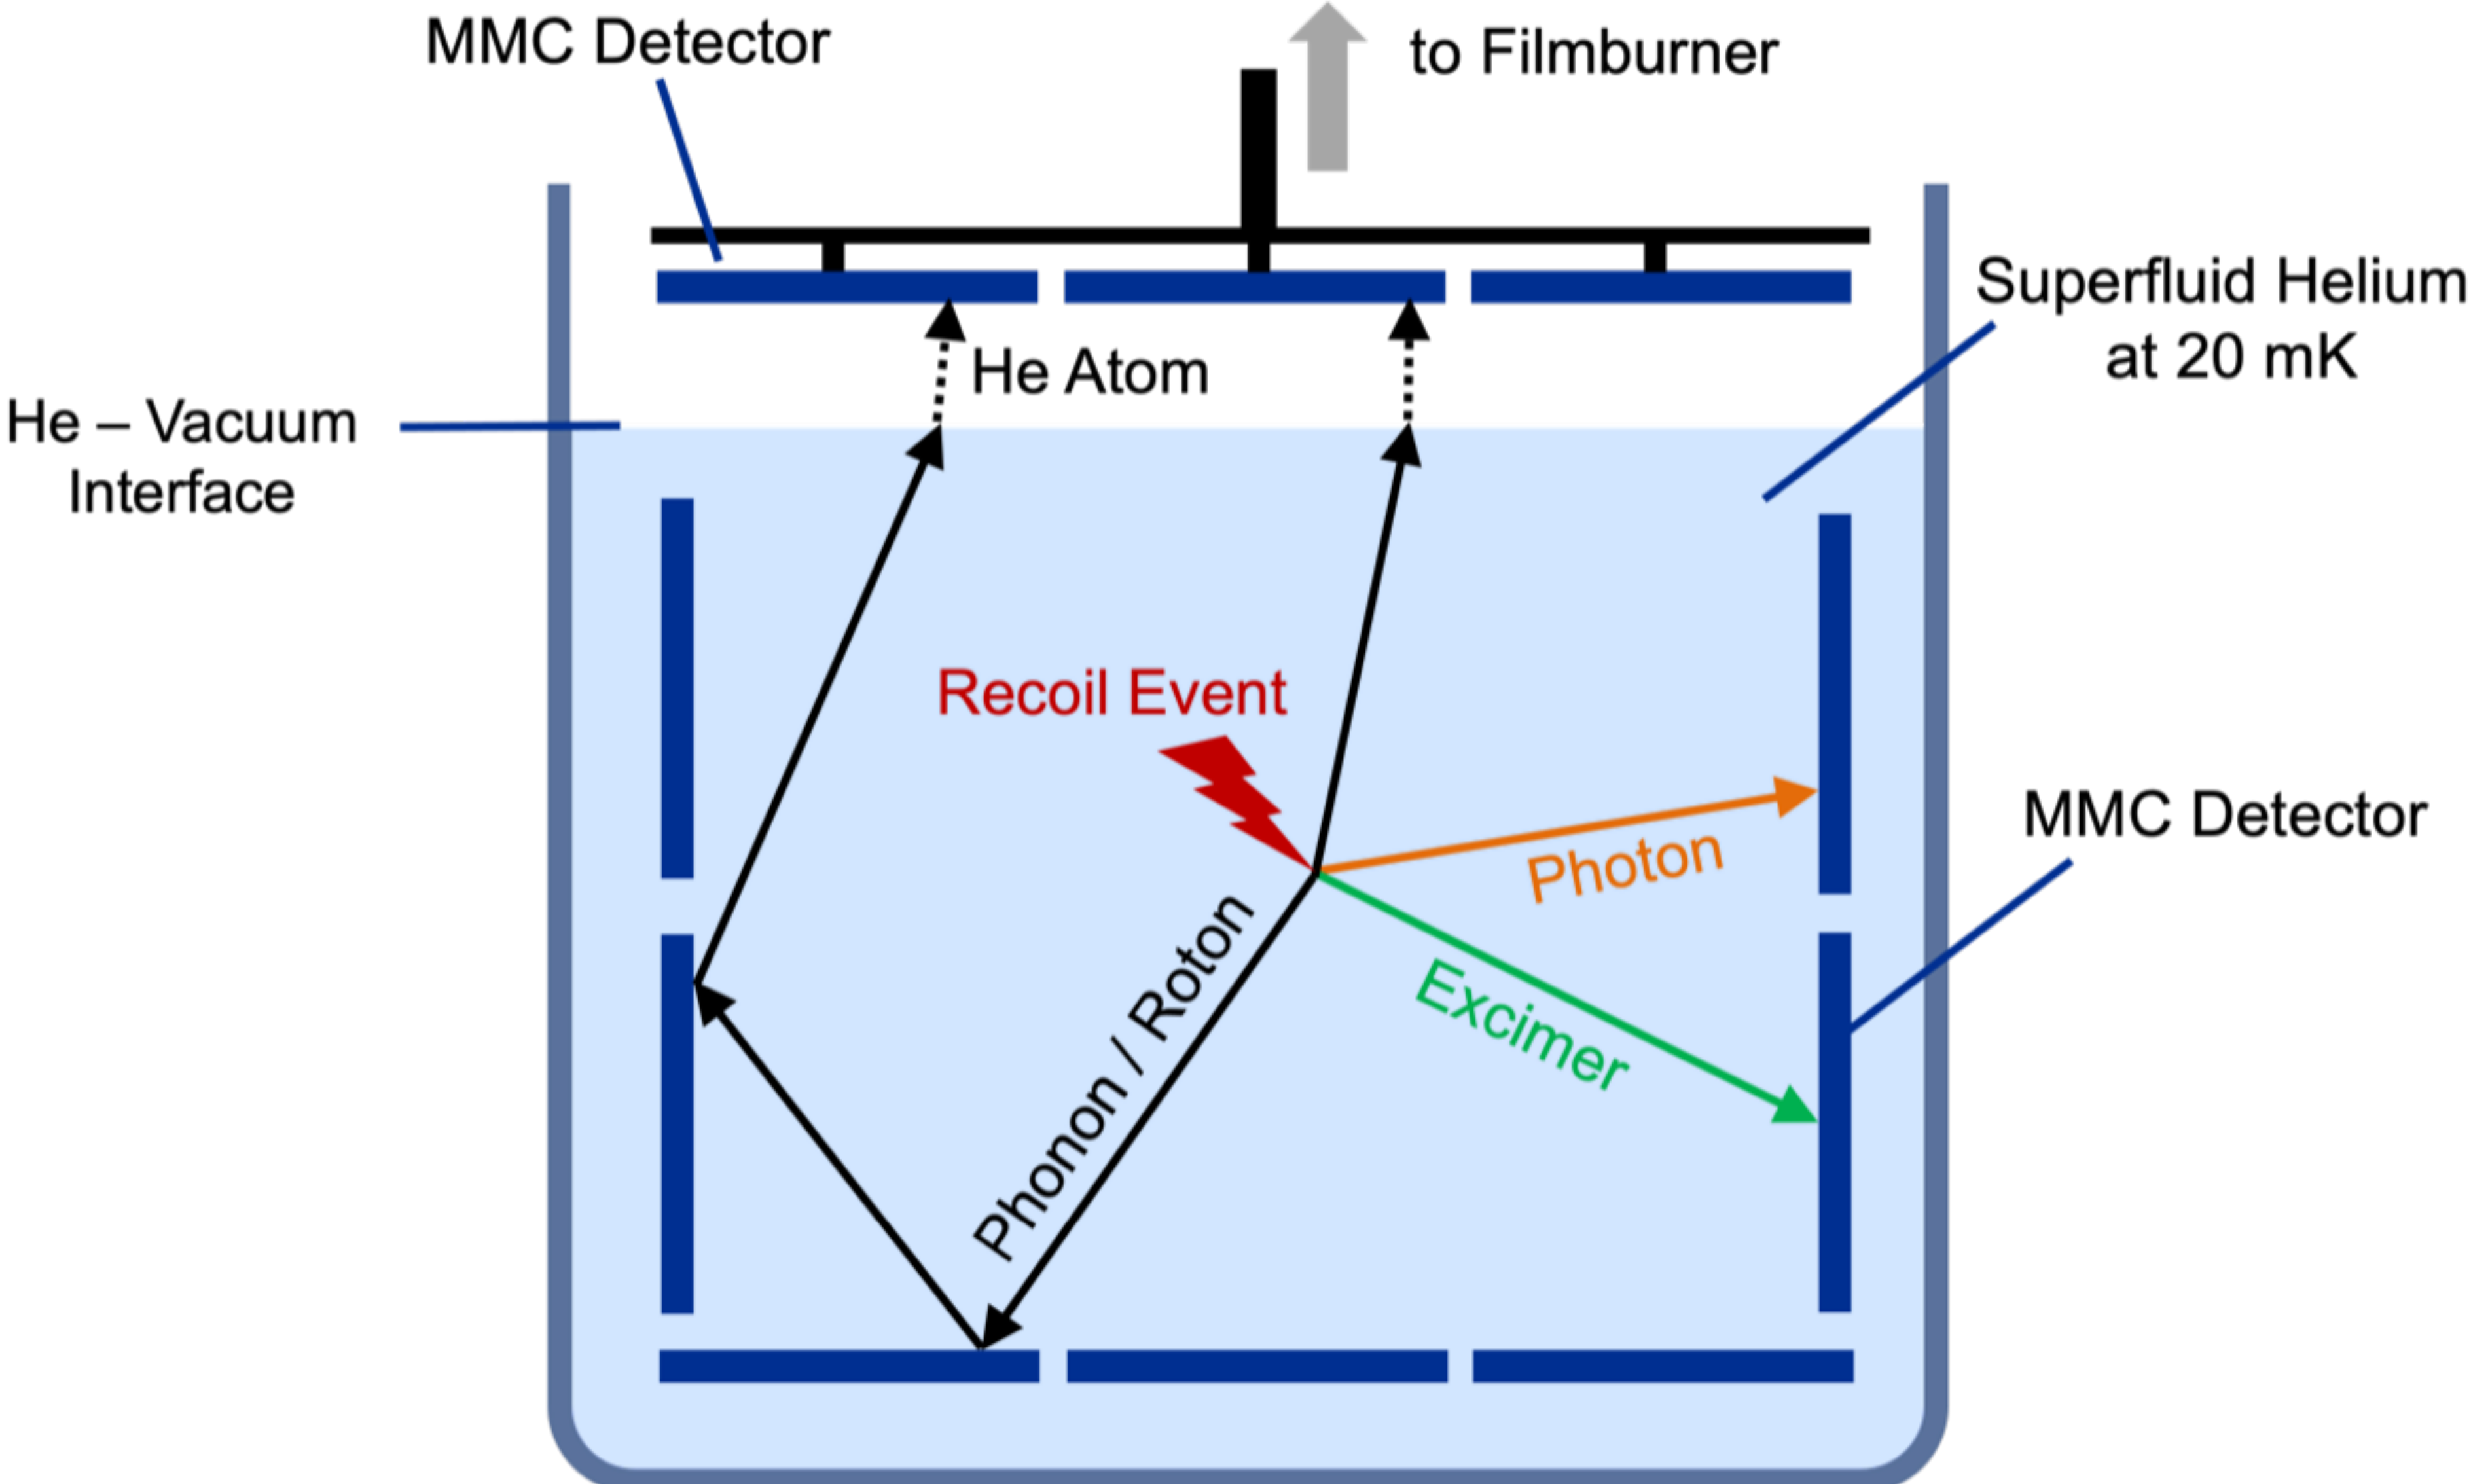 MMC Detector
to Filmburner
Superfluid Helium
at 20 mK
He Atom
He – Vacuum
Interface
Recoil Event
MMC Detector
Photon
Excimer
Phonon / Roton